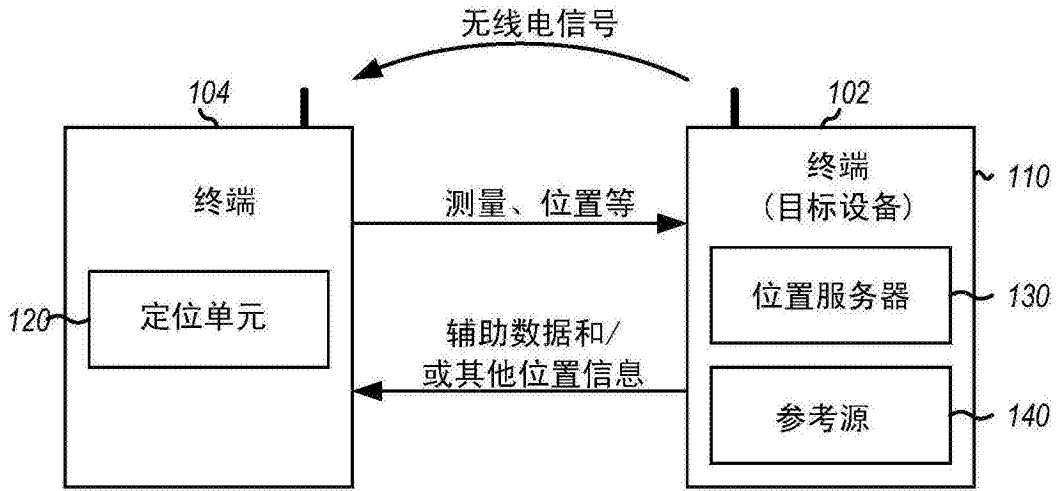 无线电信号
104
102
终端
终端
(目标设备)
110
测量、位置等
120
定位单元
位置服务器
130
辅助数据和/
或其他位置信息
参考源
140